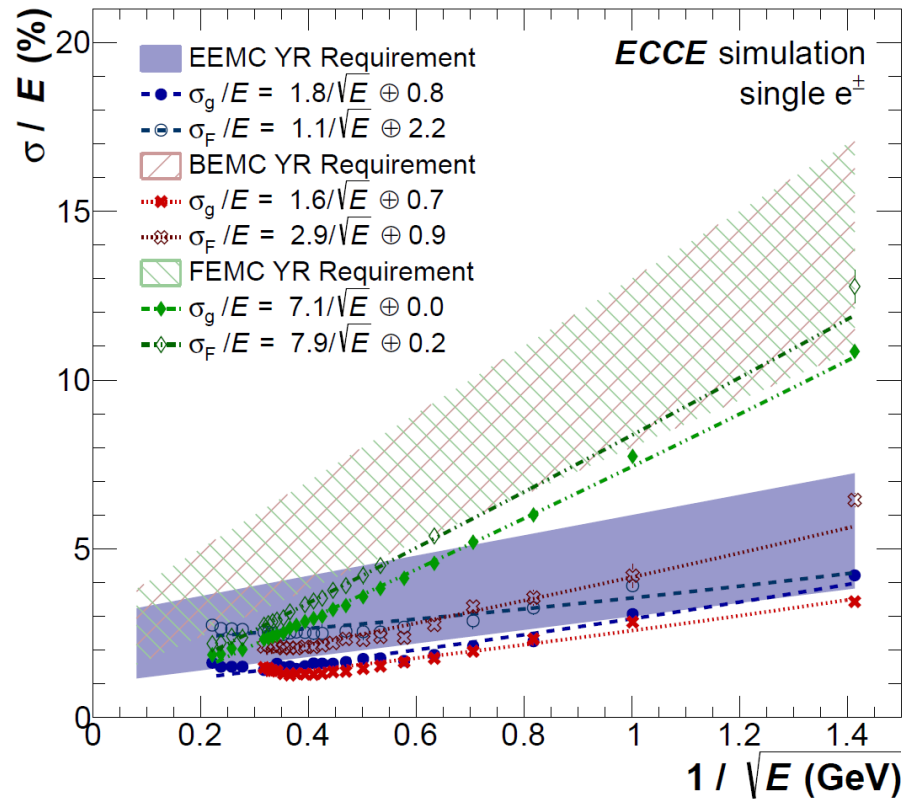 σ / E (%)
20
15
10
5
0
ECCE simulation
single e±
EEMC YR Requirement
σg /E = 1.8/√E ⊕ 0.8
σF /E = 1.1/√E ⊕ 2.2
BEMC YR Requirement
σg /E = 1.6/√E ⊕ 0.7
σF /E = 2.9/√E ⊕ 0.9
FEMC YR Requirement
σg /E = 7.1/√E ⊕ 0.0
σF /E = 7.9/√E ⊕ 0.2
0 0.2 0.4 0.6 0.8 1 1.2 1.4
1 / √E (GeV)